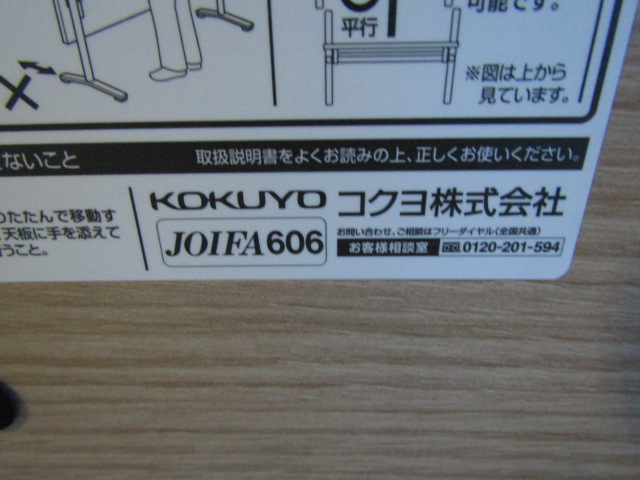 可能です。
平行
※図は上から
見ています。
ないこと
取扱説明書をよくお読みの上、正しくお使いください。
たたんで移動す
天板に手を添えて
うこと。
KOKUYO コクヨ株式会社
JOIFA606
お問い合わせ、ご相談はフリーダイヤル(全国共通)
お客様相談室 0120-201-594